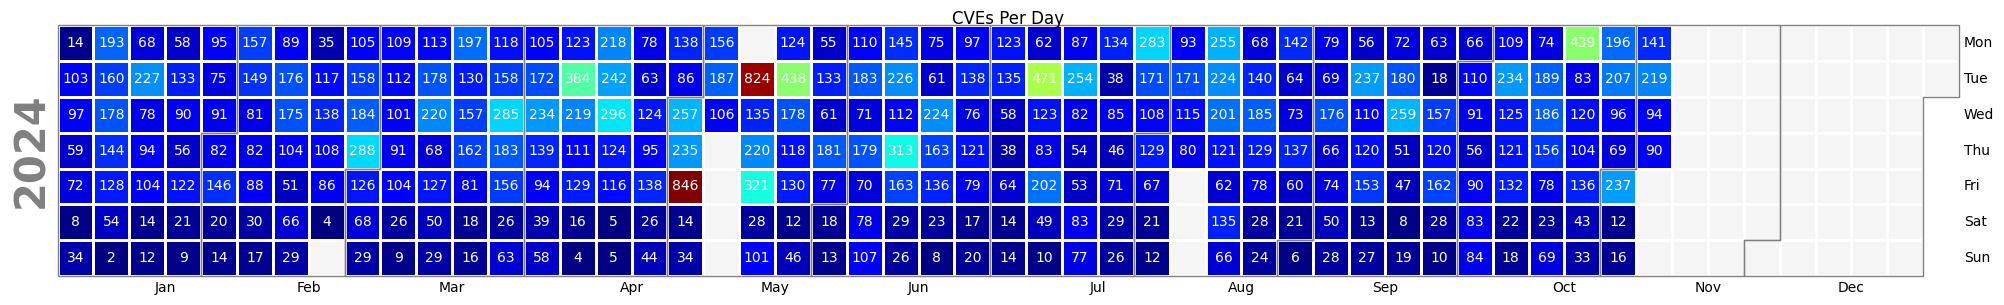 CVEs Per Day
14 193 68 58 95 157 89 35 105 109 113 197 118 105 123 218 78 138 156 124 55 110 145 75 97 123 62 87 134 283 93 255 68 142 79 56 72 63 66 109 74 439 196 141 Mon
103 160 227 133 75 149 176 117 158 112 178 130 158 172 384 242 63 86 187 824 438 133 183 226 61 138 135 471 254 38 171 171 224 140 64 69 237 180 18 110 234 189 83 207 219 Tue
97 178 78 90 91 81 175 138 184 101 220 157 285 234 219 296 124 257 106 135 178 61 71 112 224 76 58 123 82 85 108 115 201 185 73 176 110 259 157 91 125 186 120 96 94 Wed
59 144 94 56 82 82 104 108 288 91 68 162 183 139 111 124 95 235 220 118 181 179 313 163 121 38 83 54 46 129 80 121 129 137 66 120 51 120 56 121 156 104 69 90 Thu
72 128 104 122 146 88 51 86 126 104 127 81 156 94 129 116 138 846 321 130 77 70 163 136 79 64 202 53 71 67 62 78 60 74 153 47 162 90 132 78 136 237 Fri
8 54 14 21 20 30 66 4 68 26 50 18 26 39 16 5 26 14 28 12 18 78 29 23 17 14 49 83 29 21 135 28 21 50 13 8 28 83 22 23 43 12 Sat
34 2 12 9 14 17 29 29 9 29 16 63 58 4 5 44 34 101 46 13 107 26 8 20 14 10 77 26 12 66 24 6 28 27 19 10 84 18 69 33 16 Sun
2024
Jan Feb Mar Apr May Jun Jul Aug Sep Oct Nov Dec